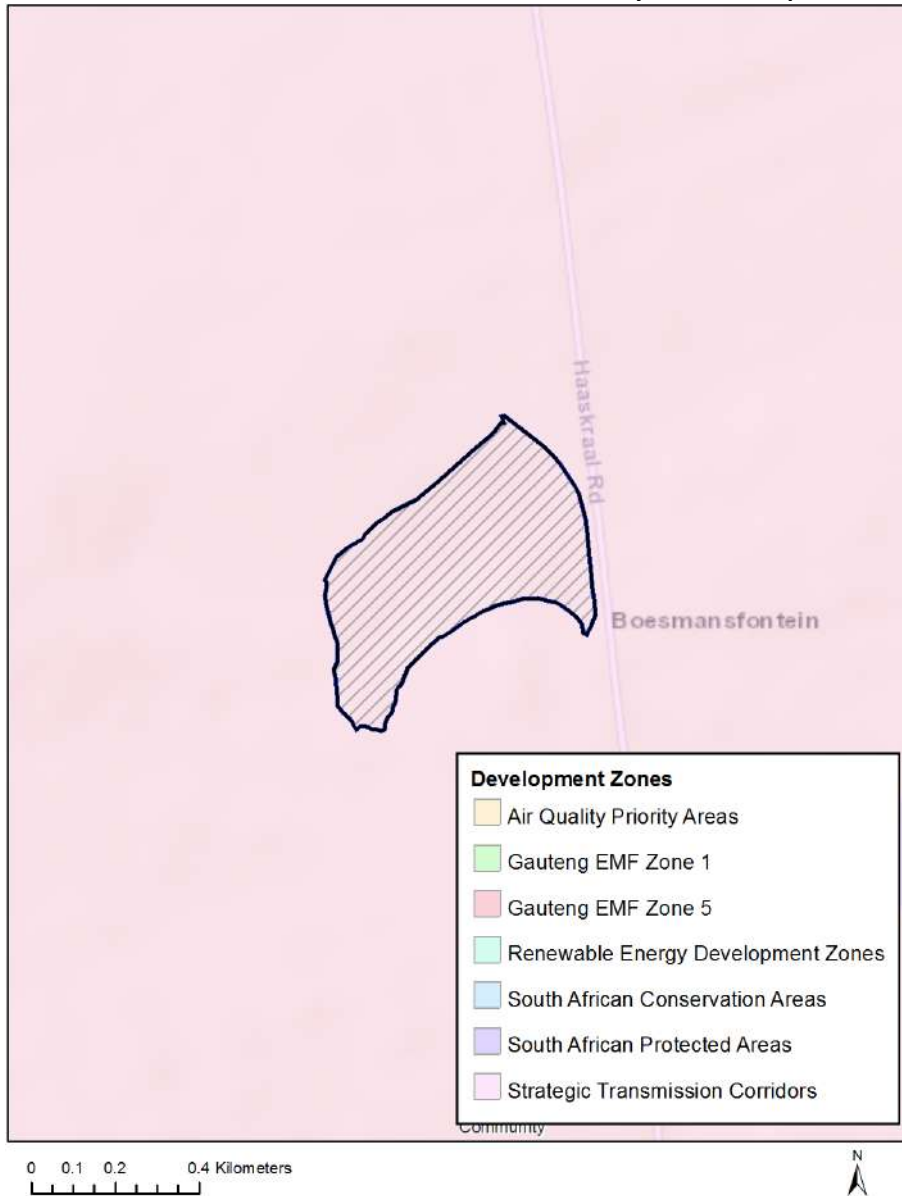 Haaskraal Rd
Boesmansfontein
Development Zones
Air Quality Priority Areas
Gauteng EMF Zone 1
Gauteng EMF Zone 5
Renewable Energy Development Zones
South African Conservation Areas
South African Protected Areas
Strategic Transmission Corridors
Community
0 0.1 0.2 0.4 Kilometers
N